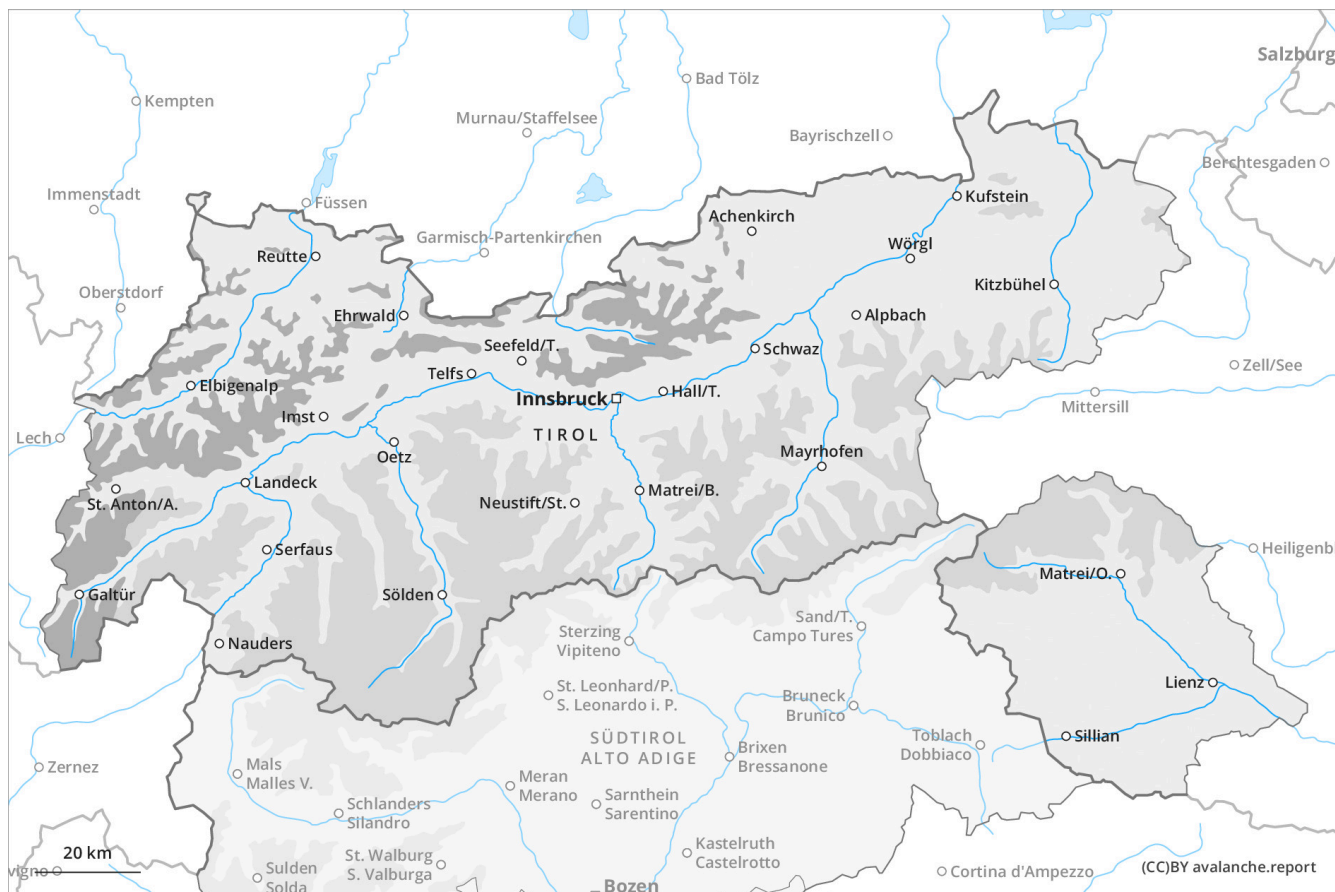 Salzburg
Bad Tölz
Kempten
Murnau/Staffelsee
Bayrischzell
Berchtesgaden
Immenstadt
Füssen
Kufstein
Achenkirch
Garmisch-Partenkirchen
Wörgl
Reutte
Kitzbühel
Oberstdorf
Ehrwald
Alpbach
Seefeld/T.
Schwaz
Zell/See
Telfs
Elbigenalp
Hall/T.
Innsbruck
Mittersill
Imst
Lech
TIROL
Oetz
Mayrhofen
Landeck
Matrei/B.
St. Anton/A.
Neustift/St.
Serfaus
Heiligenb
Matrei/O.
Galtür
Sölden
Sand/T.
Campo Tures
Sterzing
Vipiteno
Nauders
Lienz
St. Leonhard/P.
S. Leonardo i. P.
Bruneck
Brunico
Sillian
SÜDTIROL
ALTO ADIGE
Toblach
Dobbiaco
Brixen
Bressanone
Zernez
Mals
Malles V.
Meran
Merano
Sarnthein
Sarentino
Schlanders
Silandro
Kastelruth
Castelrotto
20 km
St. Walburg
S. Valburga
vigno
Sulden
Solda
Cortina d'Ampezzo
(CC)BY avalanche.report
Bozen